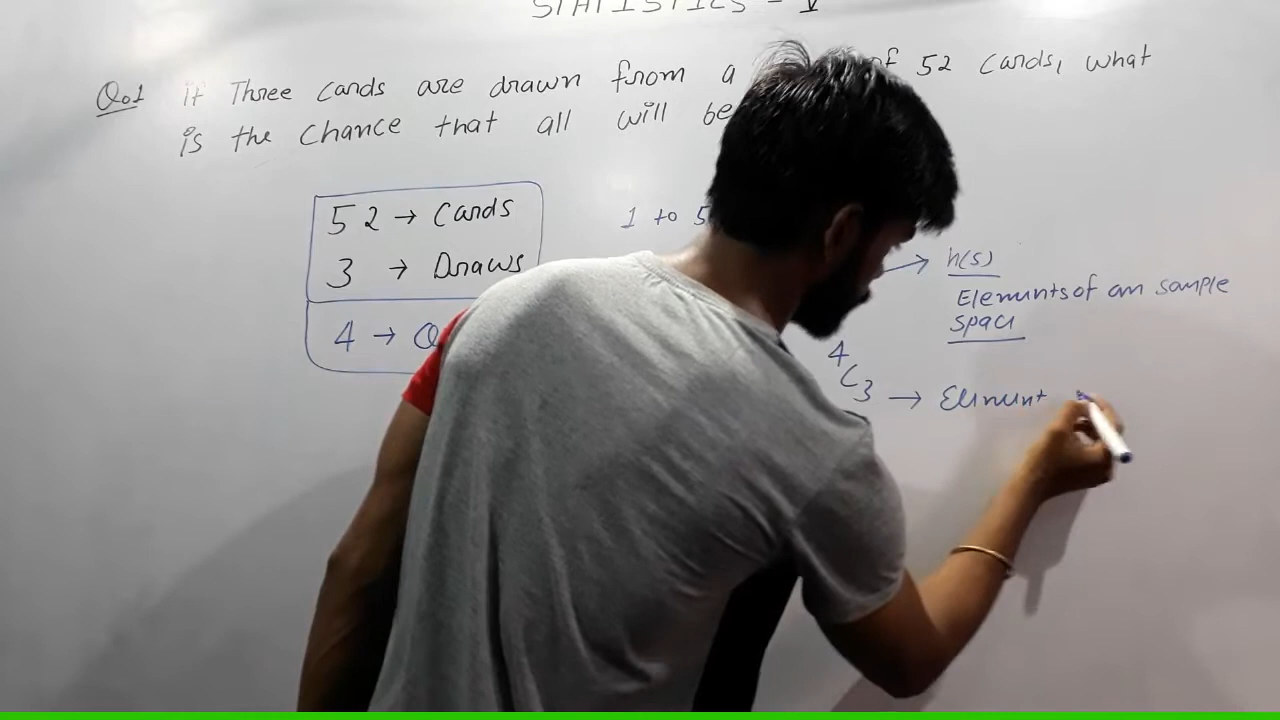 STATISTICS - V
Q.1 if Three cards are drawn from a of 52 cards, what
is the chance that all will be
52 → Cards
3 → Draws
4 → Q
1 to 5
→ n(s)
Elements of an sample
space
4C3 → Element